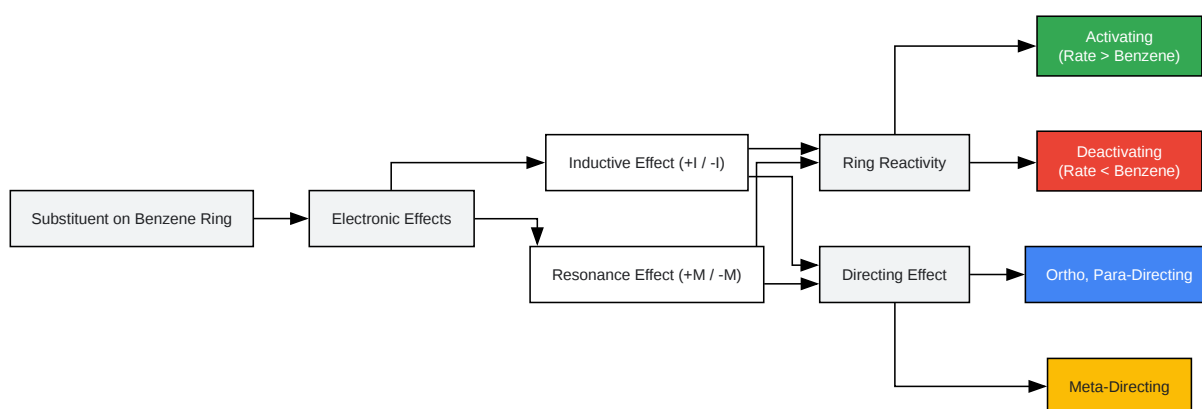 Substituent on Benzene Ring
Electronic Effects
Inductive Effect (+I / -I)
Resonance Effect (+M / -M)
Ring Reactivity
Directing Effect
Activating
(Rate > Benzene)
Deactivating
(Rate < Benzene)
Ortho, Para-Directing
Meta-Directing